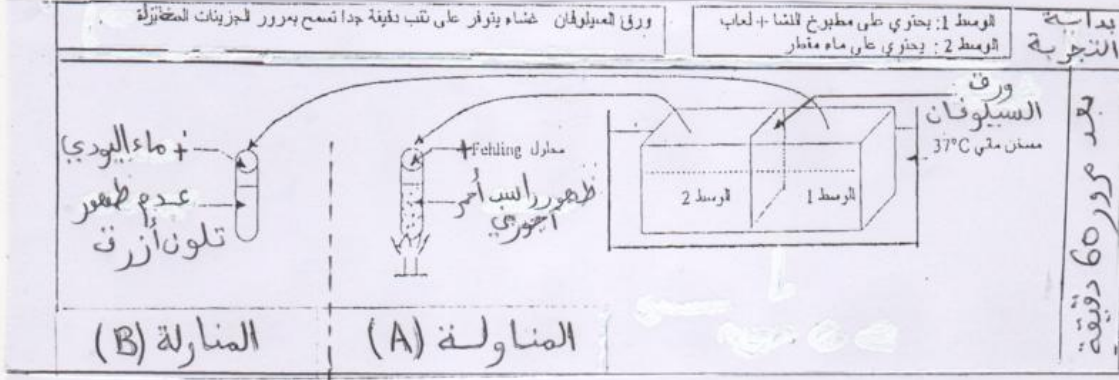 بداية
التجربة
الوسط 1: يحتوي على مطبوخ النشا + لعاب
الوسط 2 : يحتوي على ماء مقطر
ورق السيلوفان غشاء يتوفر على ثقب دقيقة جدا تسمح بمرور الجزيئات
بعد مرور 60 دقيقة
ورق
السيكوفان
مسخن مائي 37°C
الوسط 1
الوسط 2
محلول Fehling+
ظهور راسب أحمر
أجوري
+ ماء اليودي
عدم ظهور
تلون أزرق
المناولة (A)
المناولة (B)